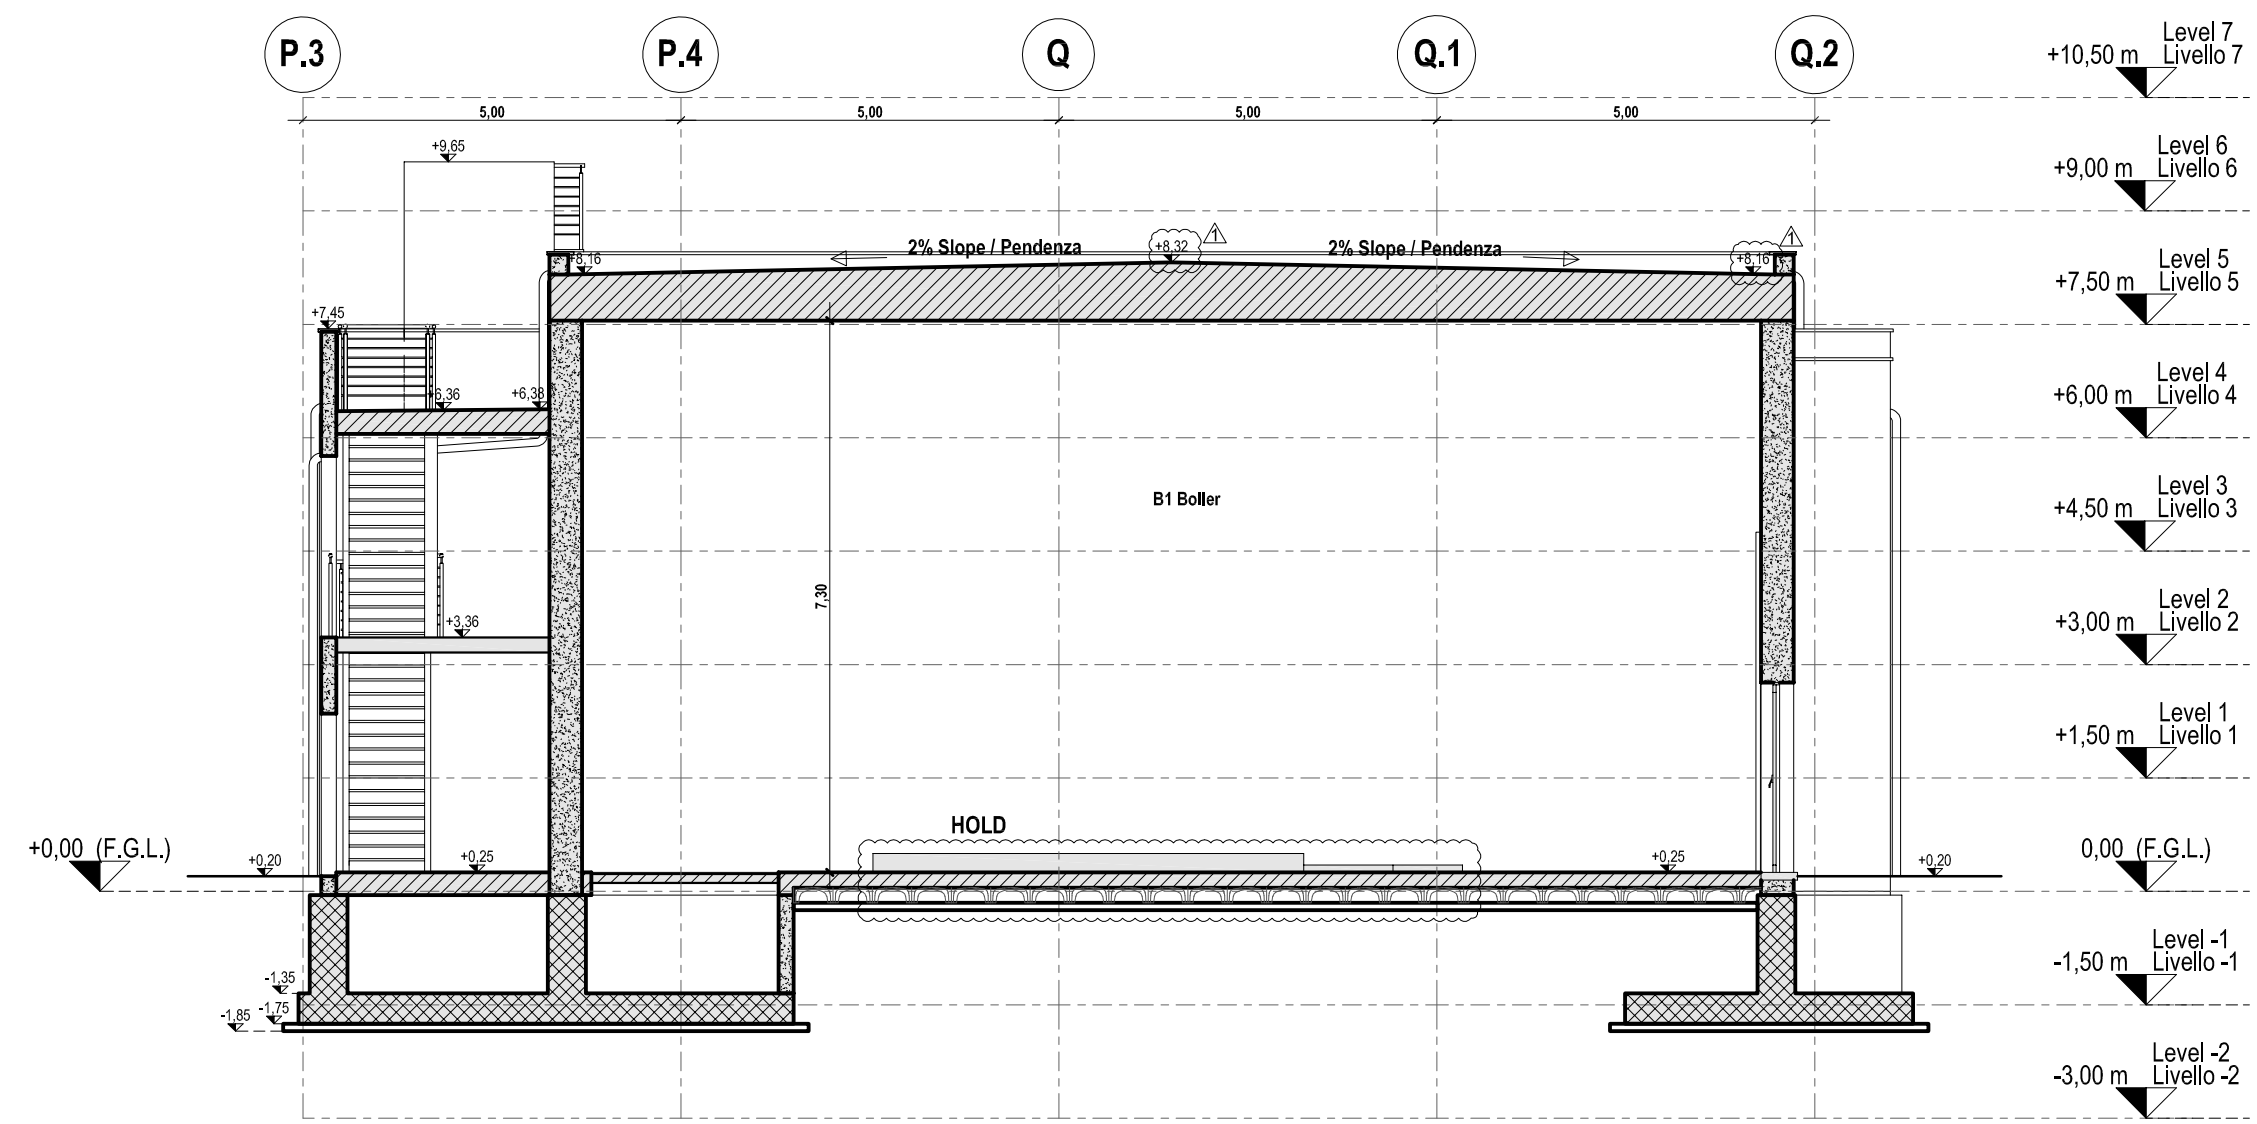 P.3 P.4 Q Q.1 Q.2
Level 7
+10,50 m Livello 7
5,00 5,00 5,00 5,00
+9,65
Level 6
+9,00 m Livello 6
2% Slope / Pendenza +8,32 1 2% Slope / Pendenza 1
+8,16 +8,16
Level 5
+7,50 m Livello 5
+7,45
Level 4
+6,00 m Livello 4
+6,36 +6,38
Level 3
+4,50 m Livello 3
B1 Boiler
7,30
Level 2
+3,00 m Livello 2
+3,36
Level 1
+1,50 m Livello 1
HOLD
+0,00 (F.G.L.) 0,00 (F.G.L.)
+0,20 +0,25 +0,25 +0,20
Level -1
-1,50 m Livello -1
-1,35
-1,75
-1,85
Level -2
-3,00 m Livello -2